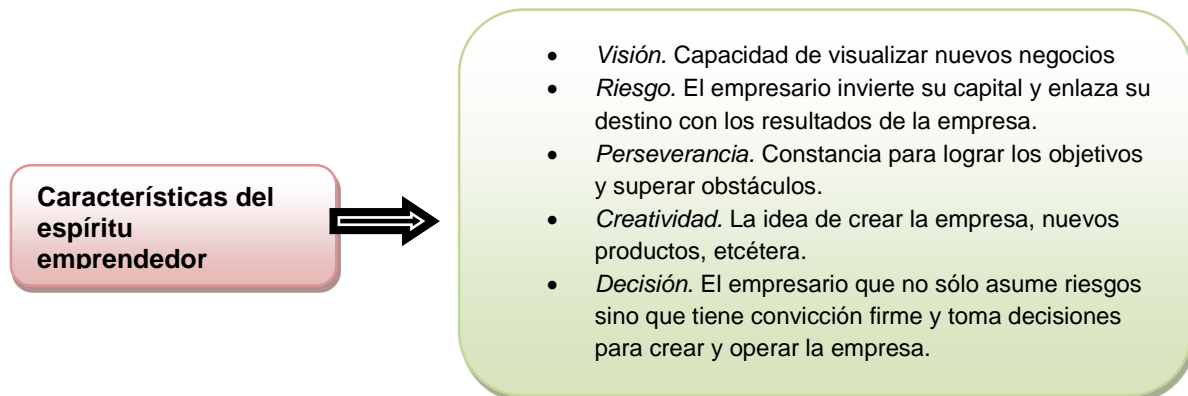 Características del
espíritu
emprendedor
• Visión. Capacidad de visualizar nuevos negocios
• Riesgo. El empresario invierte su capital y enlaza su
destino con los resultados de la empresa.
• Perseverancia. Constancia para lograr los objetivos
y superar obstáculos.
• Creatividad. La idea de crear la empresa, nuevos
productos, etcétera.
• Decisión. El empresario que no sólo asume riesgos
sino que tiene convicción firme y toma decisiones
para crear y operar la empresa.